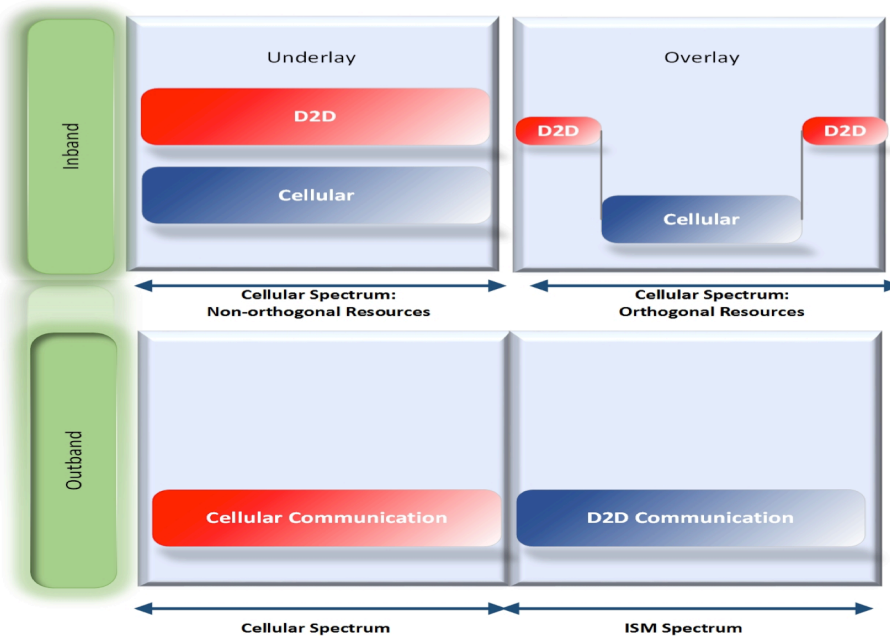 Inband
Underlay
D2D
Cellular
Cellular Spectrum:
Non-orthogonal Resources
Overlay
D2D
D2D
Cellular
Cellular Spectrum:
Orthogonal Resources
Outband
Cellular Communication
D2D Communication
Cellular Spectrum
ISM Spectrum